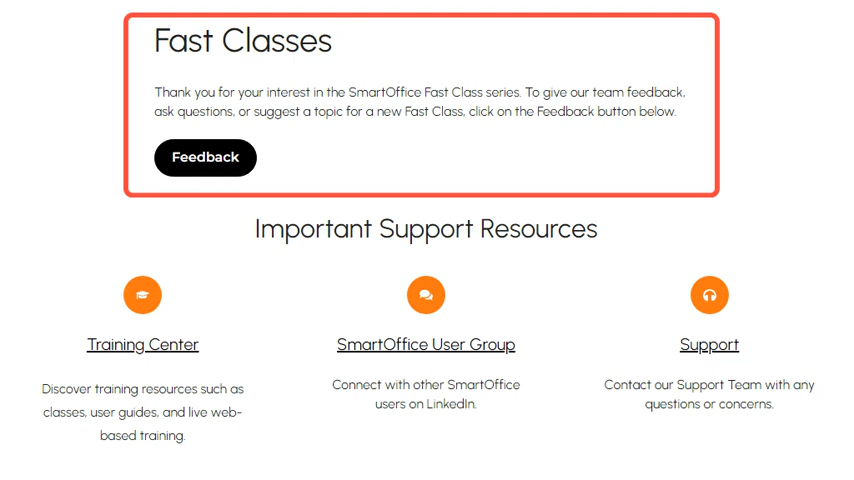 Fast Classes
Thank you for your interest in the SmartOffice Fast Class series. To give our team feedback,
ask questions, or suggest a topic for a new Fast Class, click on the Feedback button below.
Feedback
Important Support Resources
Training Center
Discover training resources such as
classes, user guides, and live web-
based training.
SmartOffice User Group
Connect with other SmartOffice
users on LinkedIn.
Support
Contact our Support Team with any
questions or concerns.